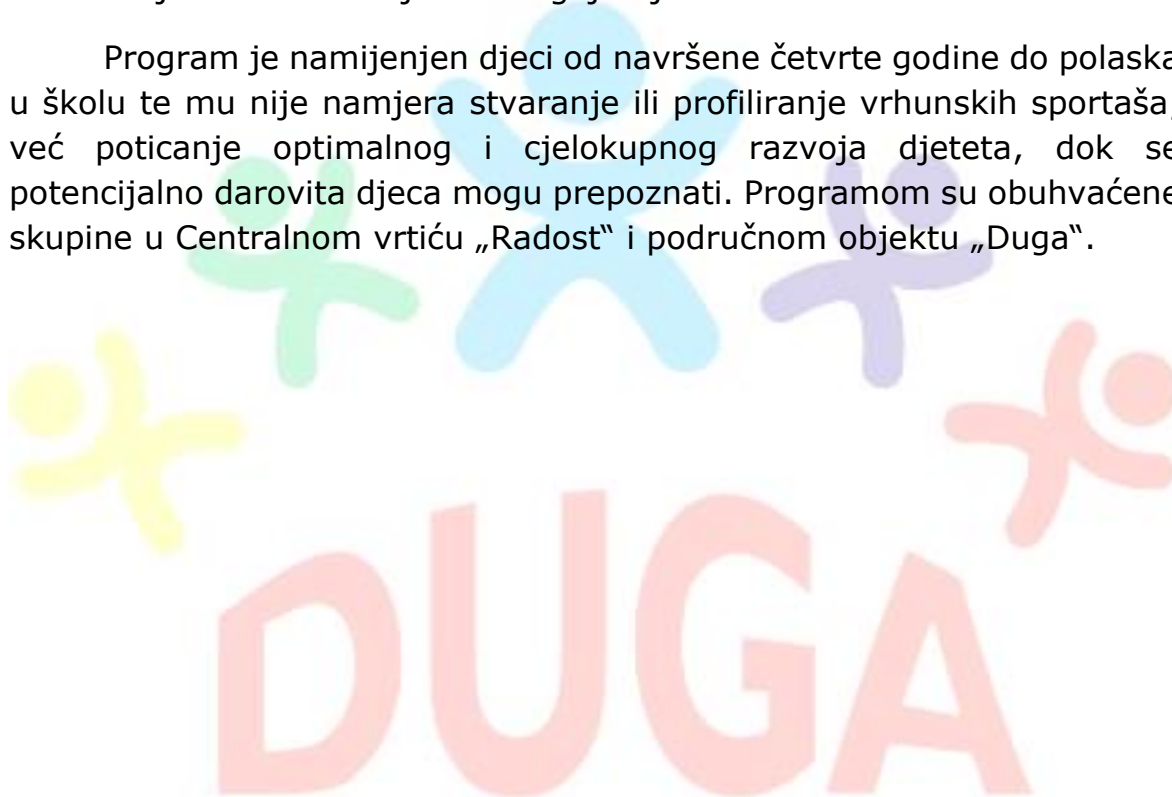 Program je namijenjen djeci od navršene četvrte godine do polaska
u školu te mu nije namjera stvaranje ili profiliranje vrhunskih sportaša,
već poticanje optimalnog i cjelokupnog razvoja djeteta, dok se
potencijalno darovita djeca mogu prepoznati. Programom su obuhvaćene
skupine u Centralnom vrtiću „Radost“ i područnom objektu „Duga“.
DUGA